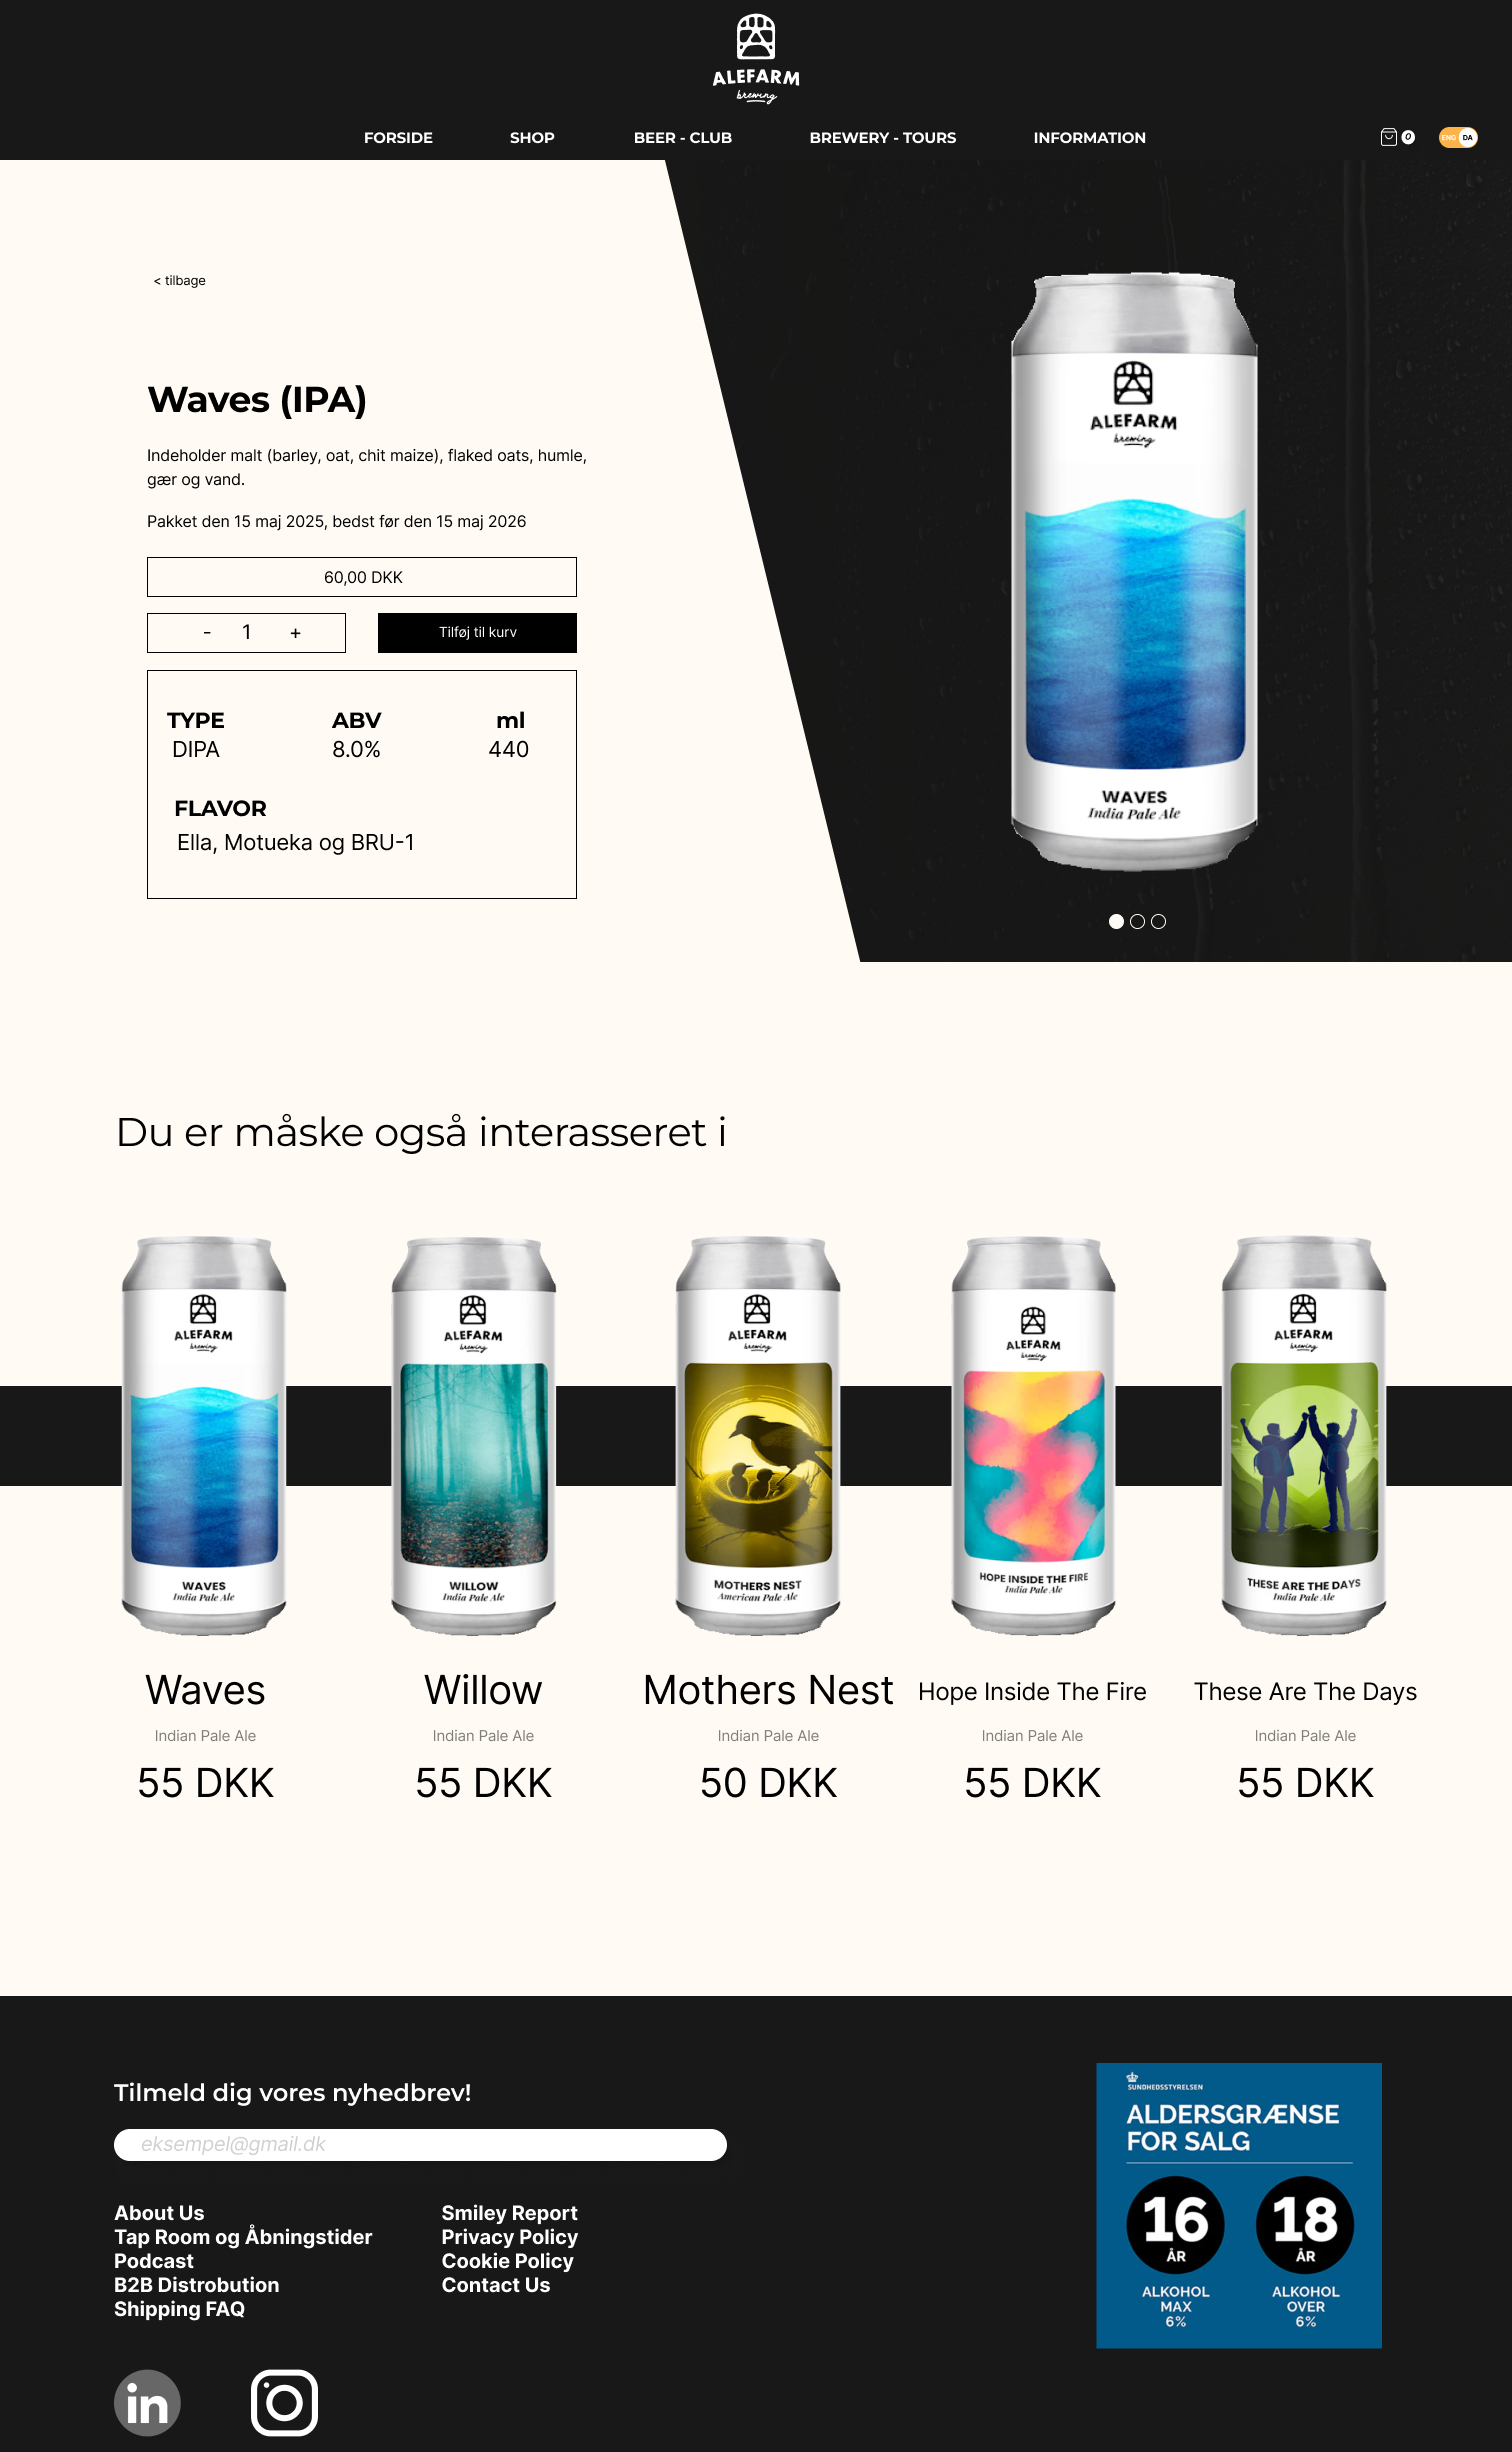 ALEFARM
brewing
FORSIDE SHOP BEER - CLUB BREWERY - TOURS INFORMATION 0 ENG DA
< tilbage
Waves (IPA)
Indeholder malt (barley, oat, chit maize), flaked oats, humle,
gær og vand.
Pakket den 15 maj 2025, bedst før den 15 maj 2026
60,00 DKK
- 1 + Tilføj til kurv
TYPE ABV ml
DIPA 8.0% 440
FLAVOR
Ella, Motueka og BRU-1
ALEFARM
brewing
WAVES
India Pale Ale
Du er måske også interasseret i
ALEFARM ALEFARM ALEFARM ALEFARM ALEFARM
brewing brewing brewing brewing brewing
WAVES WILLOW MOTHERS NEST HOPE INSIDE THE FIRE THESE ARE THE DAYS
India Pale Ale India Pale Ale American Pale Ale India Pale Ale India Pale Ale
Waves Willow Mothers Nest Hope Inside The Fire These Are The Days
Indian Pale Ale Indian Pale Ale Indian Pale Ale Indian Pale Ale Indian Pale Ale
55 DKK 55 DKK 50 DKK 55 DKK 55 DKK
Tilmeld dig vores nyhedbrev!
eksempel@gmail.dk
About Us
Tap Room og Åbningstider
Podcast
B2B Distrobution
Shipping FAQ
Smiley Report
Privacy Policy
Cookie Policy
Contact Us
in
SUNDHEDSSTYRELSEN
ALDERSGRÆNSE
FOR SALG
16 18
ÅR ÅR
ALKOHOL ALKOHOL
MAX OVER
6% 6%